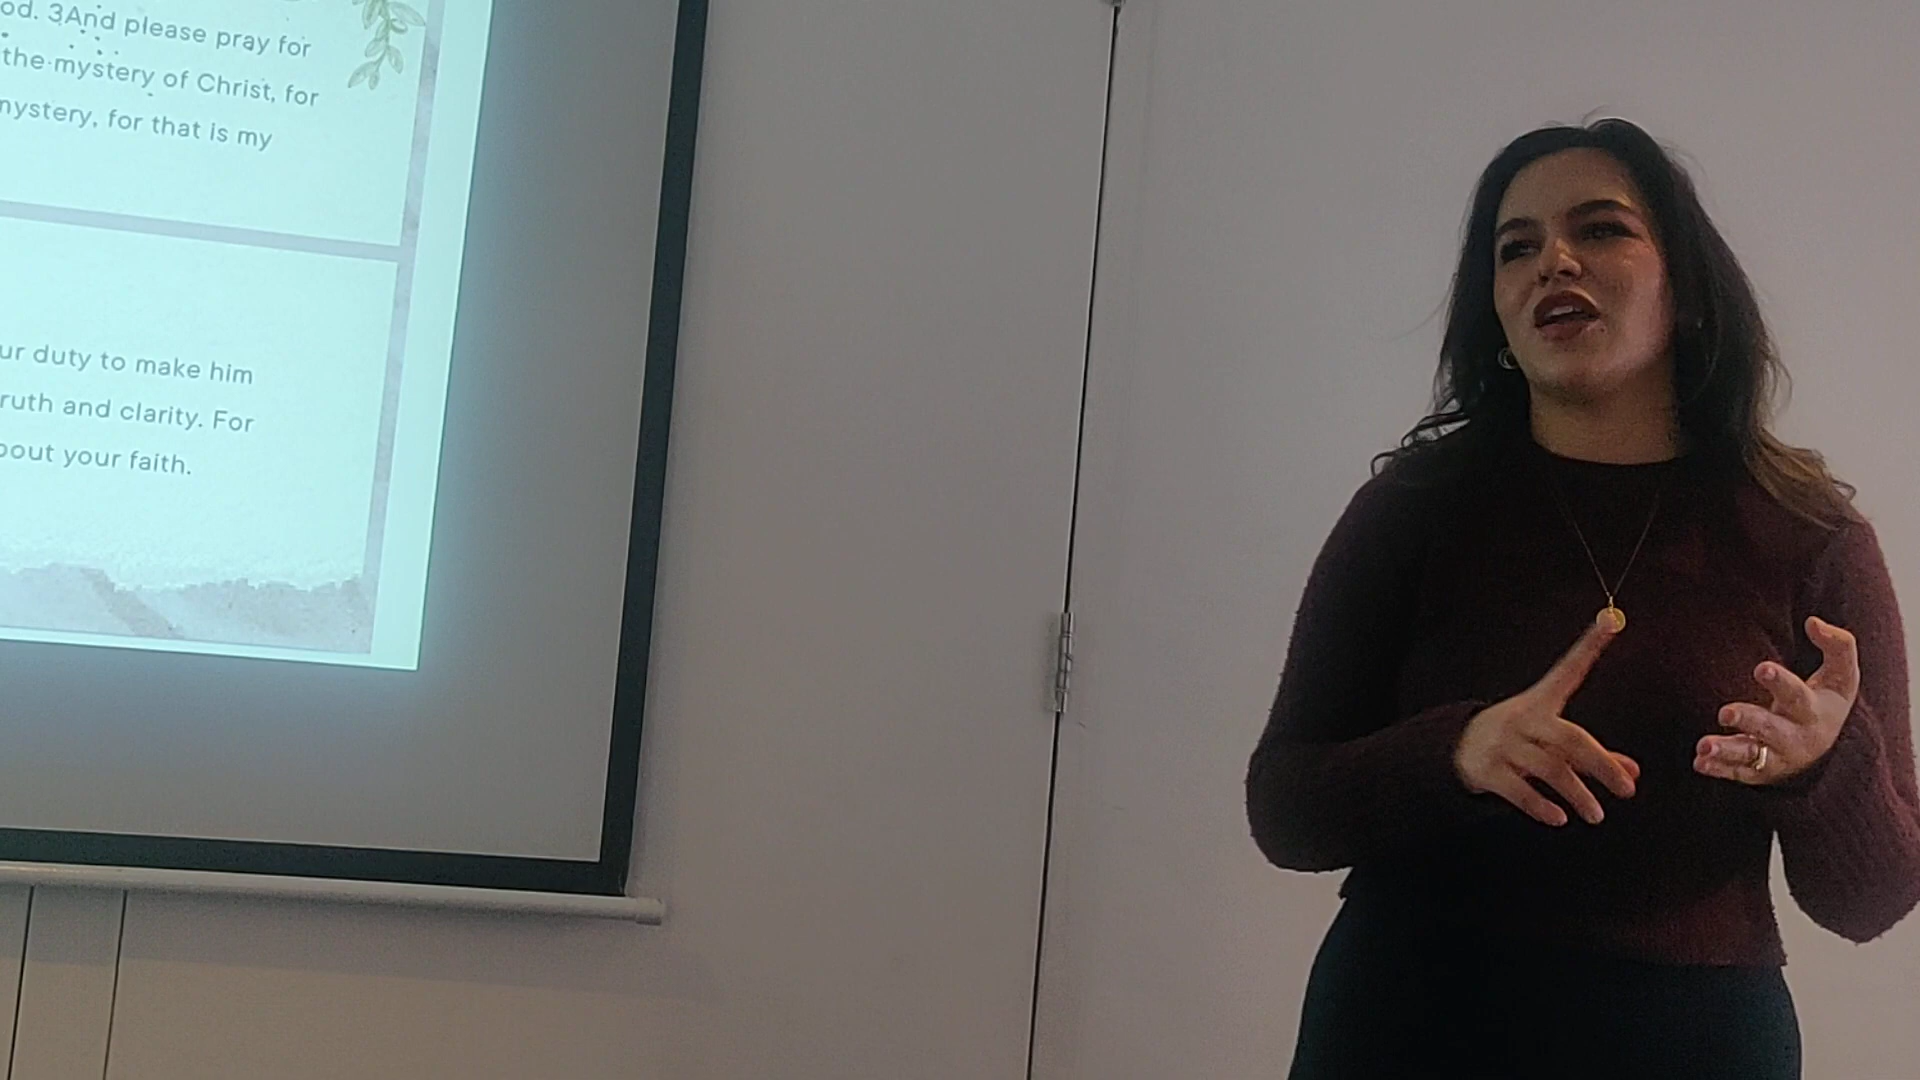 od. 3And please pray for
the mystery of Christ, for
mystery, for that is my
ur duty to make him
ruth and clarity. For
bout your faith.